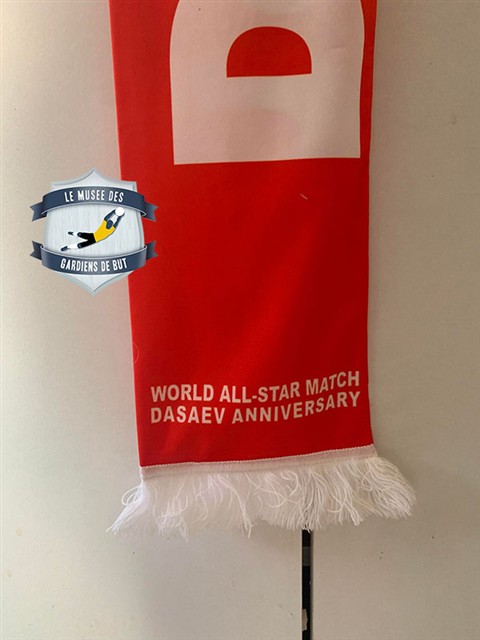 LE MUSEE DES
GARDIENS DE BUT
WORLD ALL-STAR MATCH
DASAEV ANNIVERSARY